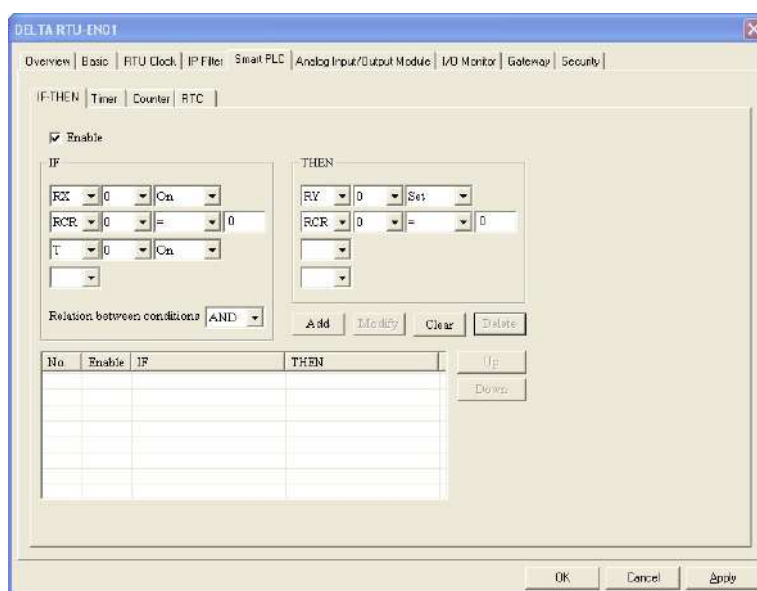 DELTA RTU-EN01
Overview Basic RTU Clock IP Filter Smart PLC Analog Input/Output Module I/O Monitor Gateway Security
IF-THEN Timer Counter RTC
Enable
IF THEN
RX 0 On RY 0 Set
RCR 0 = 0 RCR 0 = 0
T 0 On
Relation between conditions AND
Add Modify Clear Delete
No. Enable IF THEN
Up
Down
OK Cancel Apply